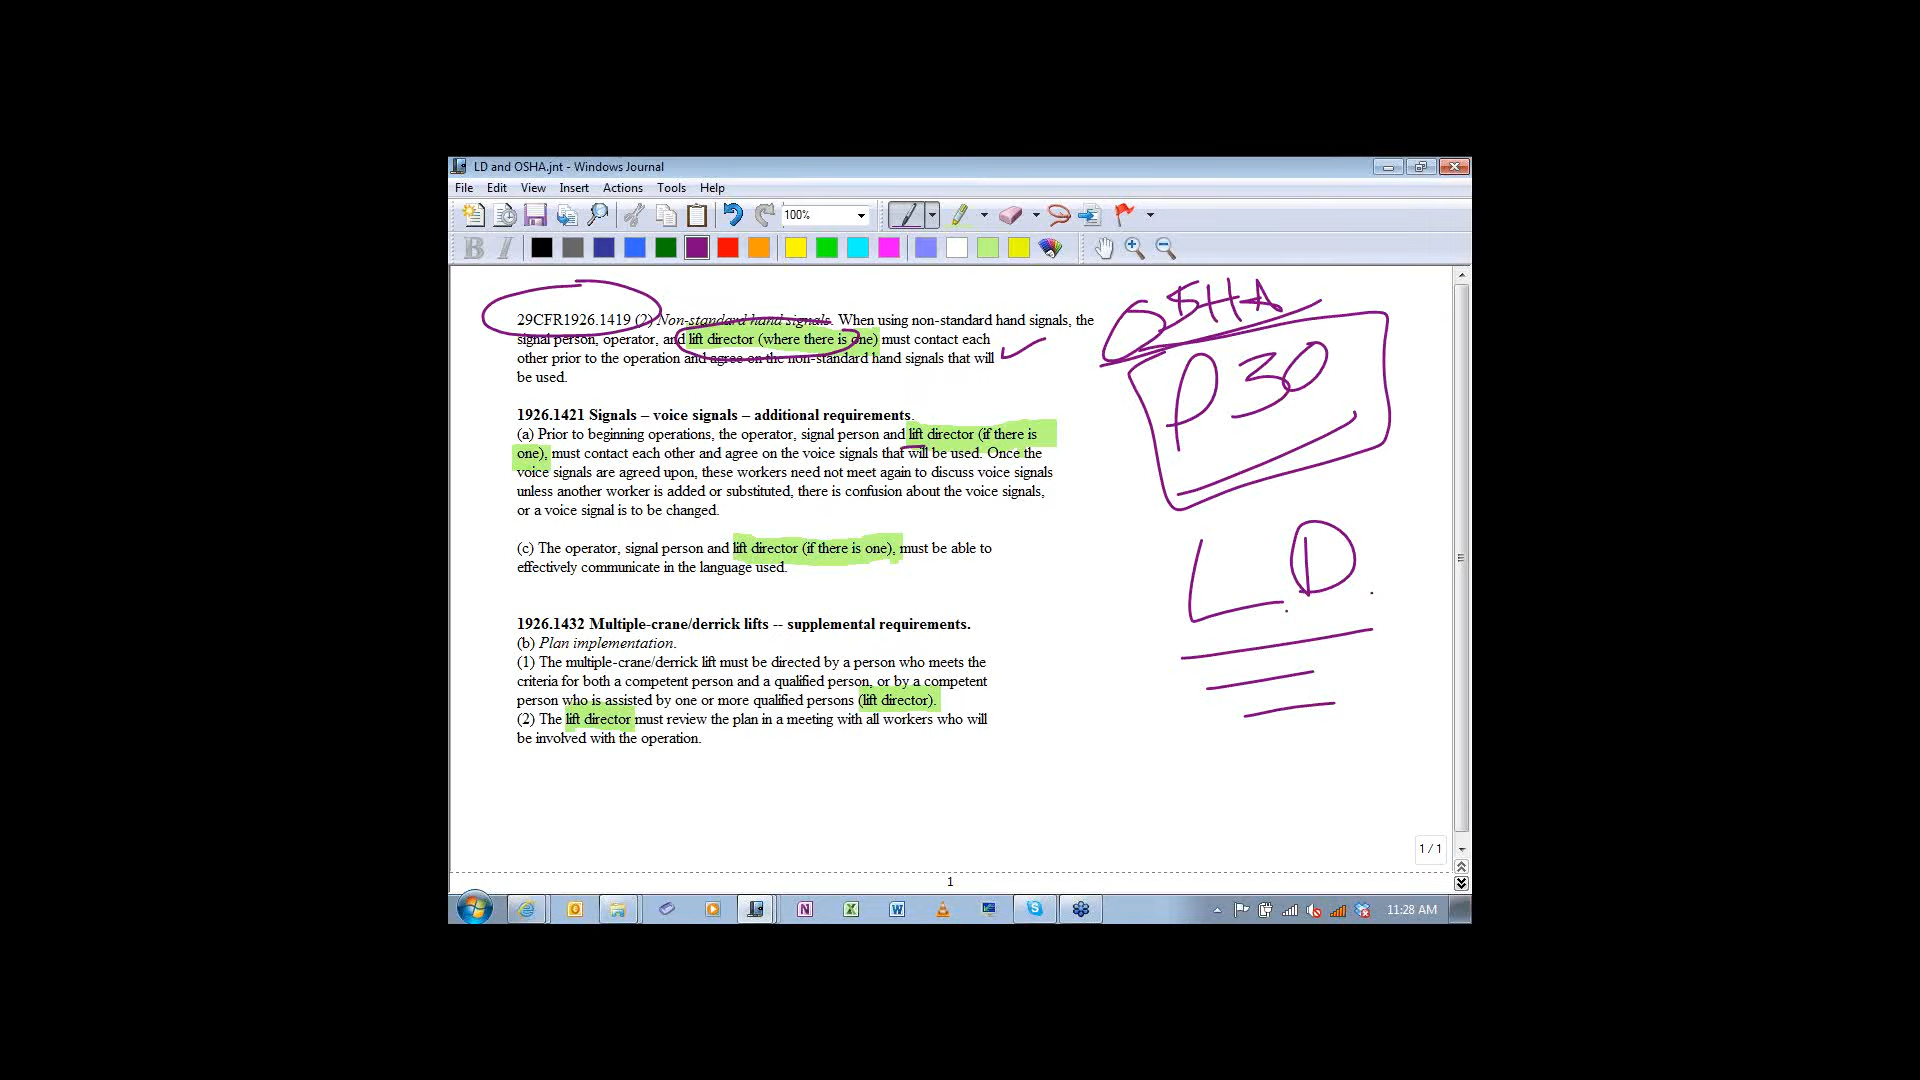 LD and OSHA.jnt - Windows Journal
File Edit View Insert Actions Tools Help
100%
B I
29CFR1926.1419 (2) Non-standard hand signals. When using non-standard hand signals, the
signal person, operator, and lift director (where there is one) must contact each
other prior to the operation and agree on the non-standard hand signals that will
be used.
OSHA
P30
1926.1421 Signals – voice signals – additional requirements.
(a) Prior to beginning operations, the operator, signal person and lift director (if there is
one), must contact each other and agree on the voice signals that will be used. Once the
voice signals are agreed upon, these workers need not meet again to discuss voice signals
unless another worker is added or substituted, there is confusion about the voice signals,
or a voice signal is to be changed.
(c) The operator, signal person and lift director (if there is one), must be able to
effectively communicate in the language used.
L.D.
1926.1432 Multiple-crane/derrick lifts -- supplemental requirements.
(b) Plan implementation.
(1) The multiple-crane/derrick lift must be directed by a person who meets the
criteria for both a competent person and a qualified person, or by a competent
person who is assisted by one or more qualified persons (lift director).
(2) The lift director must review the plan in a meeting with all workers who will
be involved with the operation.
1 / 1
1
11:28 AM